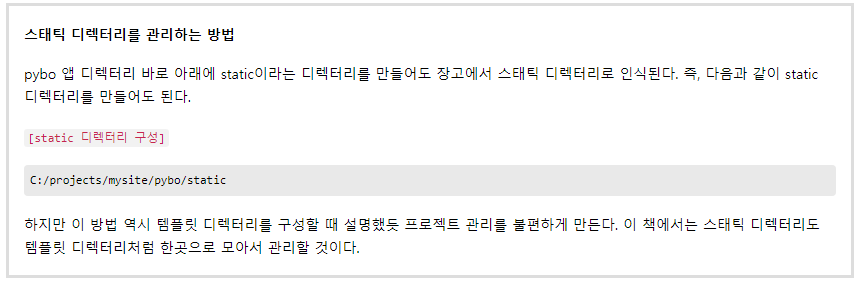 스태틱 디렉터리를 관리하는 방법
pybo 앱 디렉터리 바로 아래에 static이라는 디렉터리를 만들어도 장고에서 스태틱 디렉터리로 인식된다. 즉, 다음과 같이 static
디렉터리를 만들어도 된다.
[static 디렉터리 구성]
C:/projects/mysite/pybo/static
하지만 이 방법 역시 템플릿 디렉터리를 구성할 때 설명했듯 프로젝트 관리를 불편하게 만든다. 이 책에서는 스태틱 디렉터리도
템플릿 디렉터리처럼 한곳으로 모아서 관리할 것이다.